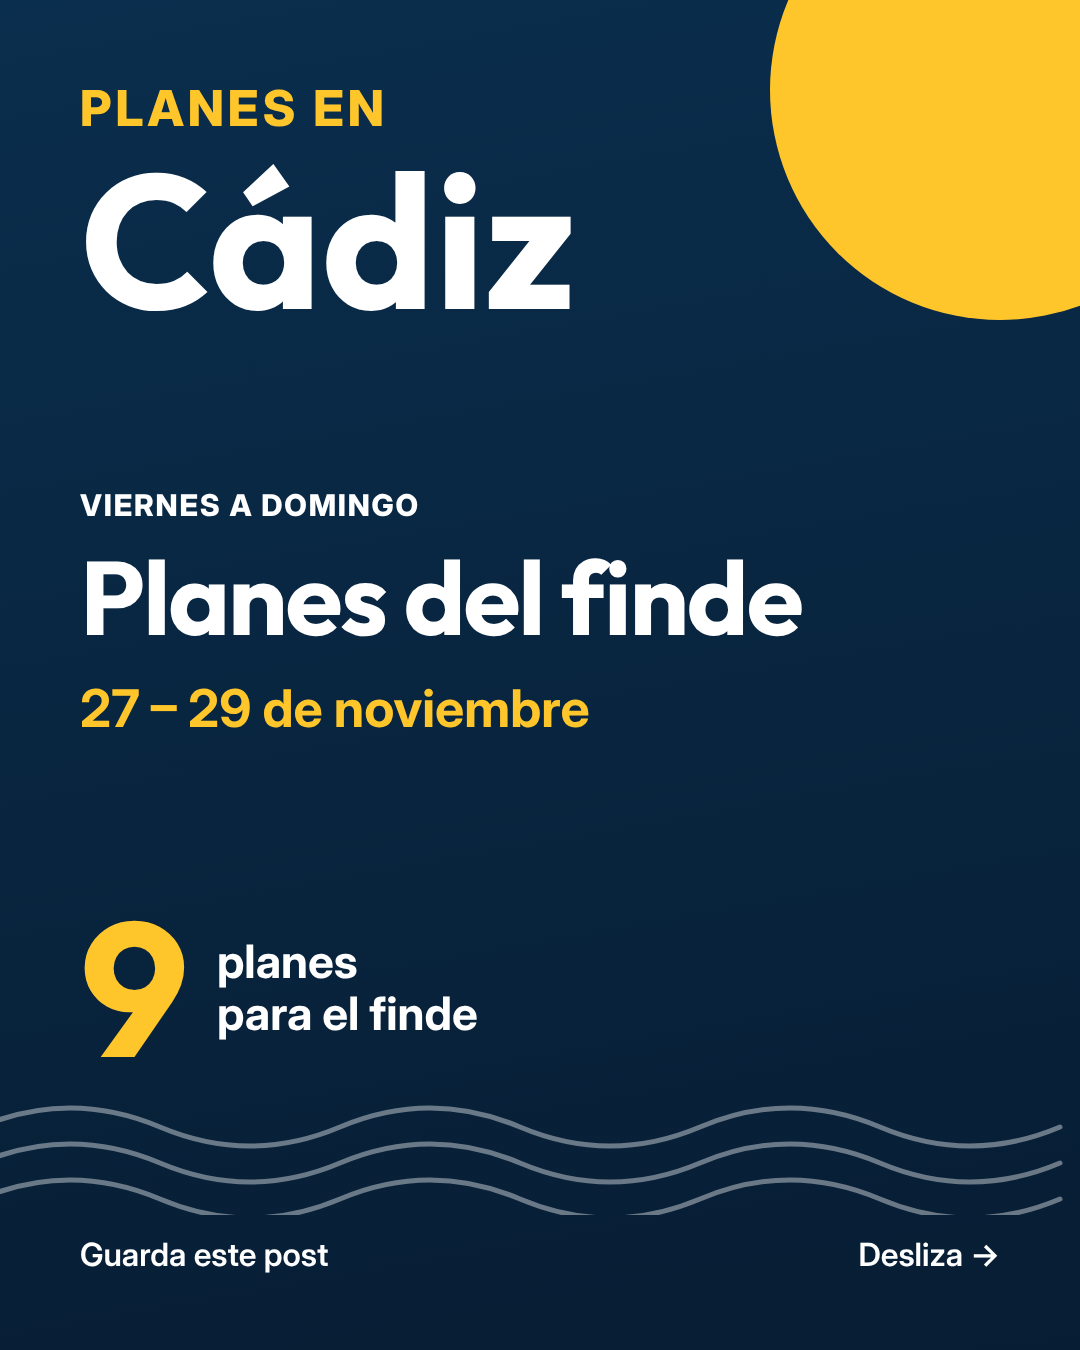 PLANES EN
Cádiz
VIERNES A DOMINGO
Planes del finde
27 – 29 de noviembre
9
planes
para el finde
Guarda este post
Desliza →